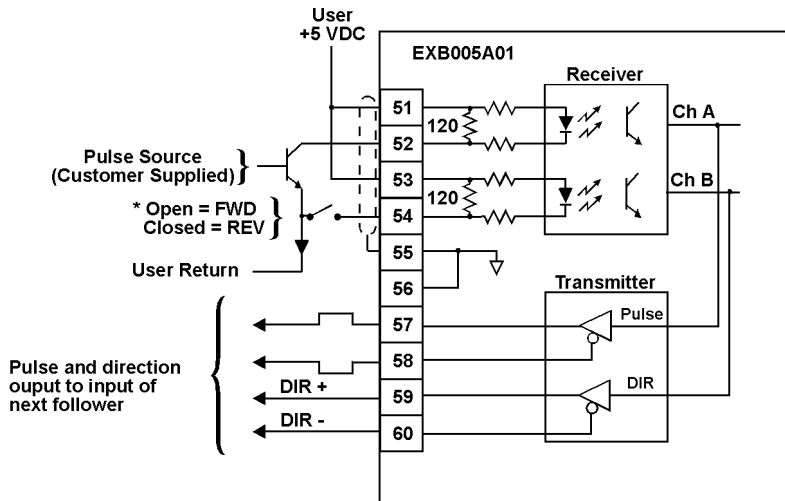 User
+5 VDC
EXB005A01
Receiver
51
120
Ch A
52
Pulse Source
(Customer Supplied)
53
Ch B
120
* Open = FWD
Closed = REV
54
55
User Return
56
Transmitter
57
Pulse
58
Pulse and direction
ouput to input of
next follower
DIR +
59
DIR
DIR -
60